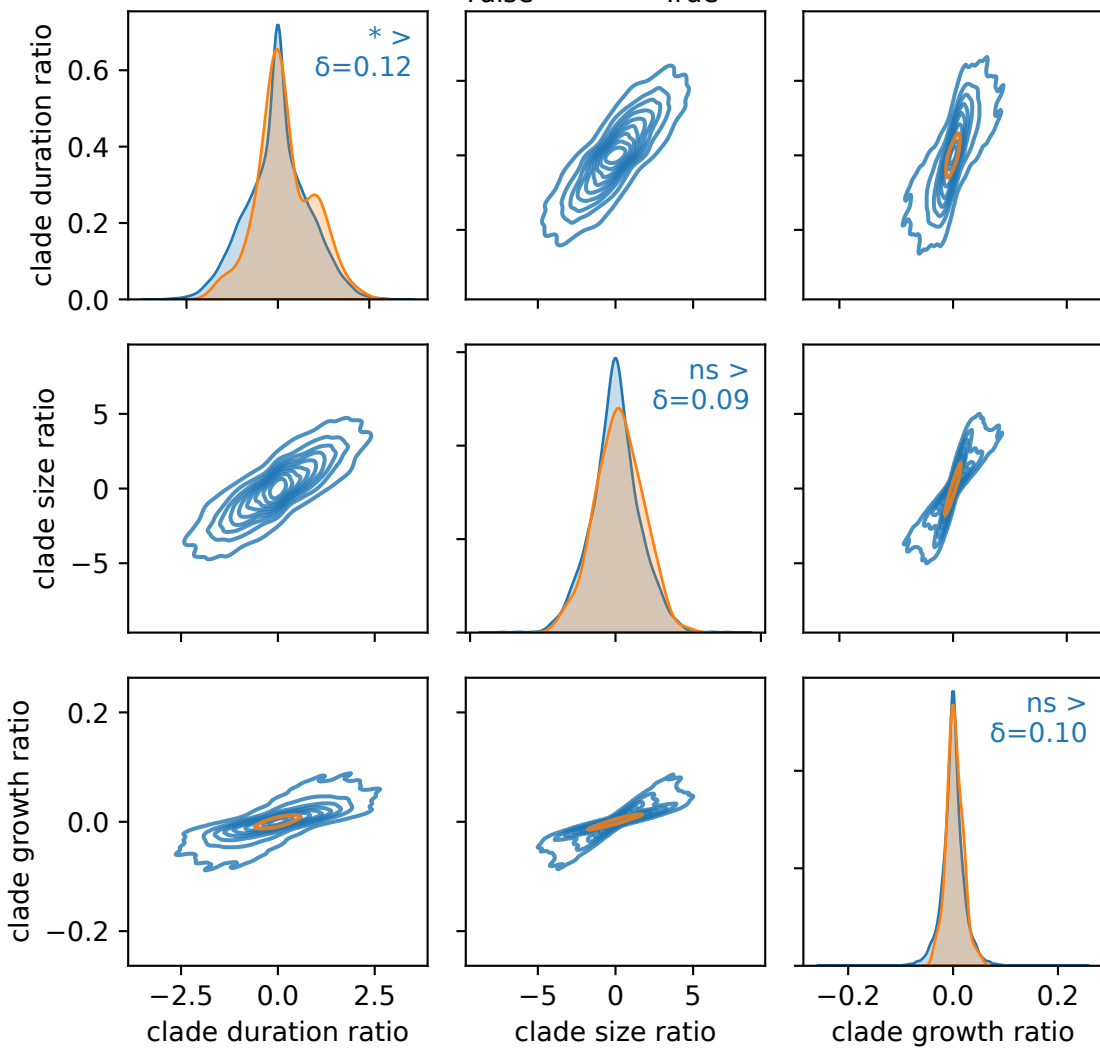 clade duration ratio
0.6
0.4
0.2
0.0
* >
δ=0.12
clade size ratio
5
0
−5
ns >
δ=0.09
clade growth ratio
0.2
0.0
−0.2
ns >
δ=0.10
−2.5 0.0 2.5
−5 0 5
−0.2 0.0 0.2
clade duration ratio
clade size ratio
clade growth ratio